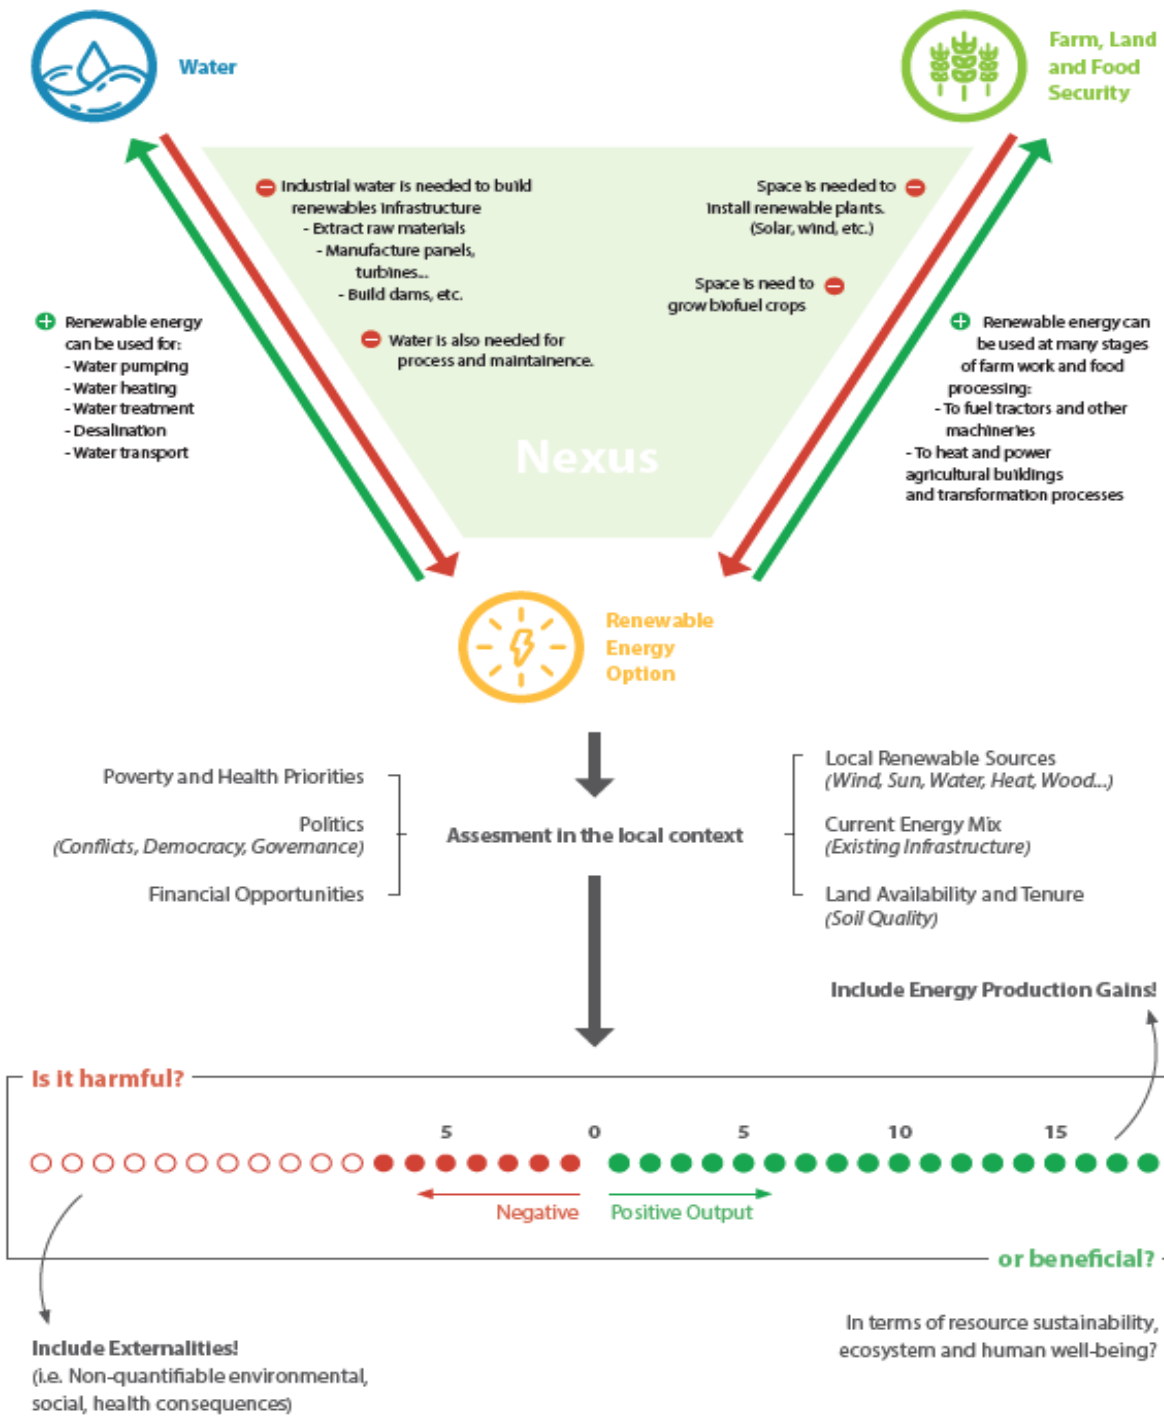 Water
Farm, Land
and Food
Security
Industrial water is needed to build
renewables infrastructure
- Extract raw materials
- Manufacture panels,
turbines...
- Build dams, etc.
Water is also needed for
process and maintainence.
Space is needed to
install renewable plants.
(Solar, wind, etc.)
Space is need to
grow biofuel crops
Renewable energy
can be used for:
- Water pumping
- Water heating
- Water treatment
- Desalination
- Water transport
Renewable energy can
be used at many stages
of farm work and food
processing:
- To fuel tractors and other
machineries
- To heat and power
agricultural buildings
and transformation processes
Nexus
Renewable
Energy
Option
Poverty and Health Priorities
Politics
(Conflicts, Democracy, Governance)
Financial Opportunities
Assesment in the local context
Local Renewable Sources
(Wind, Sun, Water, Heat, Wood...)
Current Energy Mix
(Existing Infrastructure)
Land Availability and Tenure
(Soil Quality)
Include Energy Production Gains!
Is it harmful?
5 0 5 10 15
Negative
Positive Output
or beneficial?
Include Externalities!
(i.e. Non-quantifiable environmental,
social, health consequences)
In terms of resource sustainability,
ecosystem and human well-being?